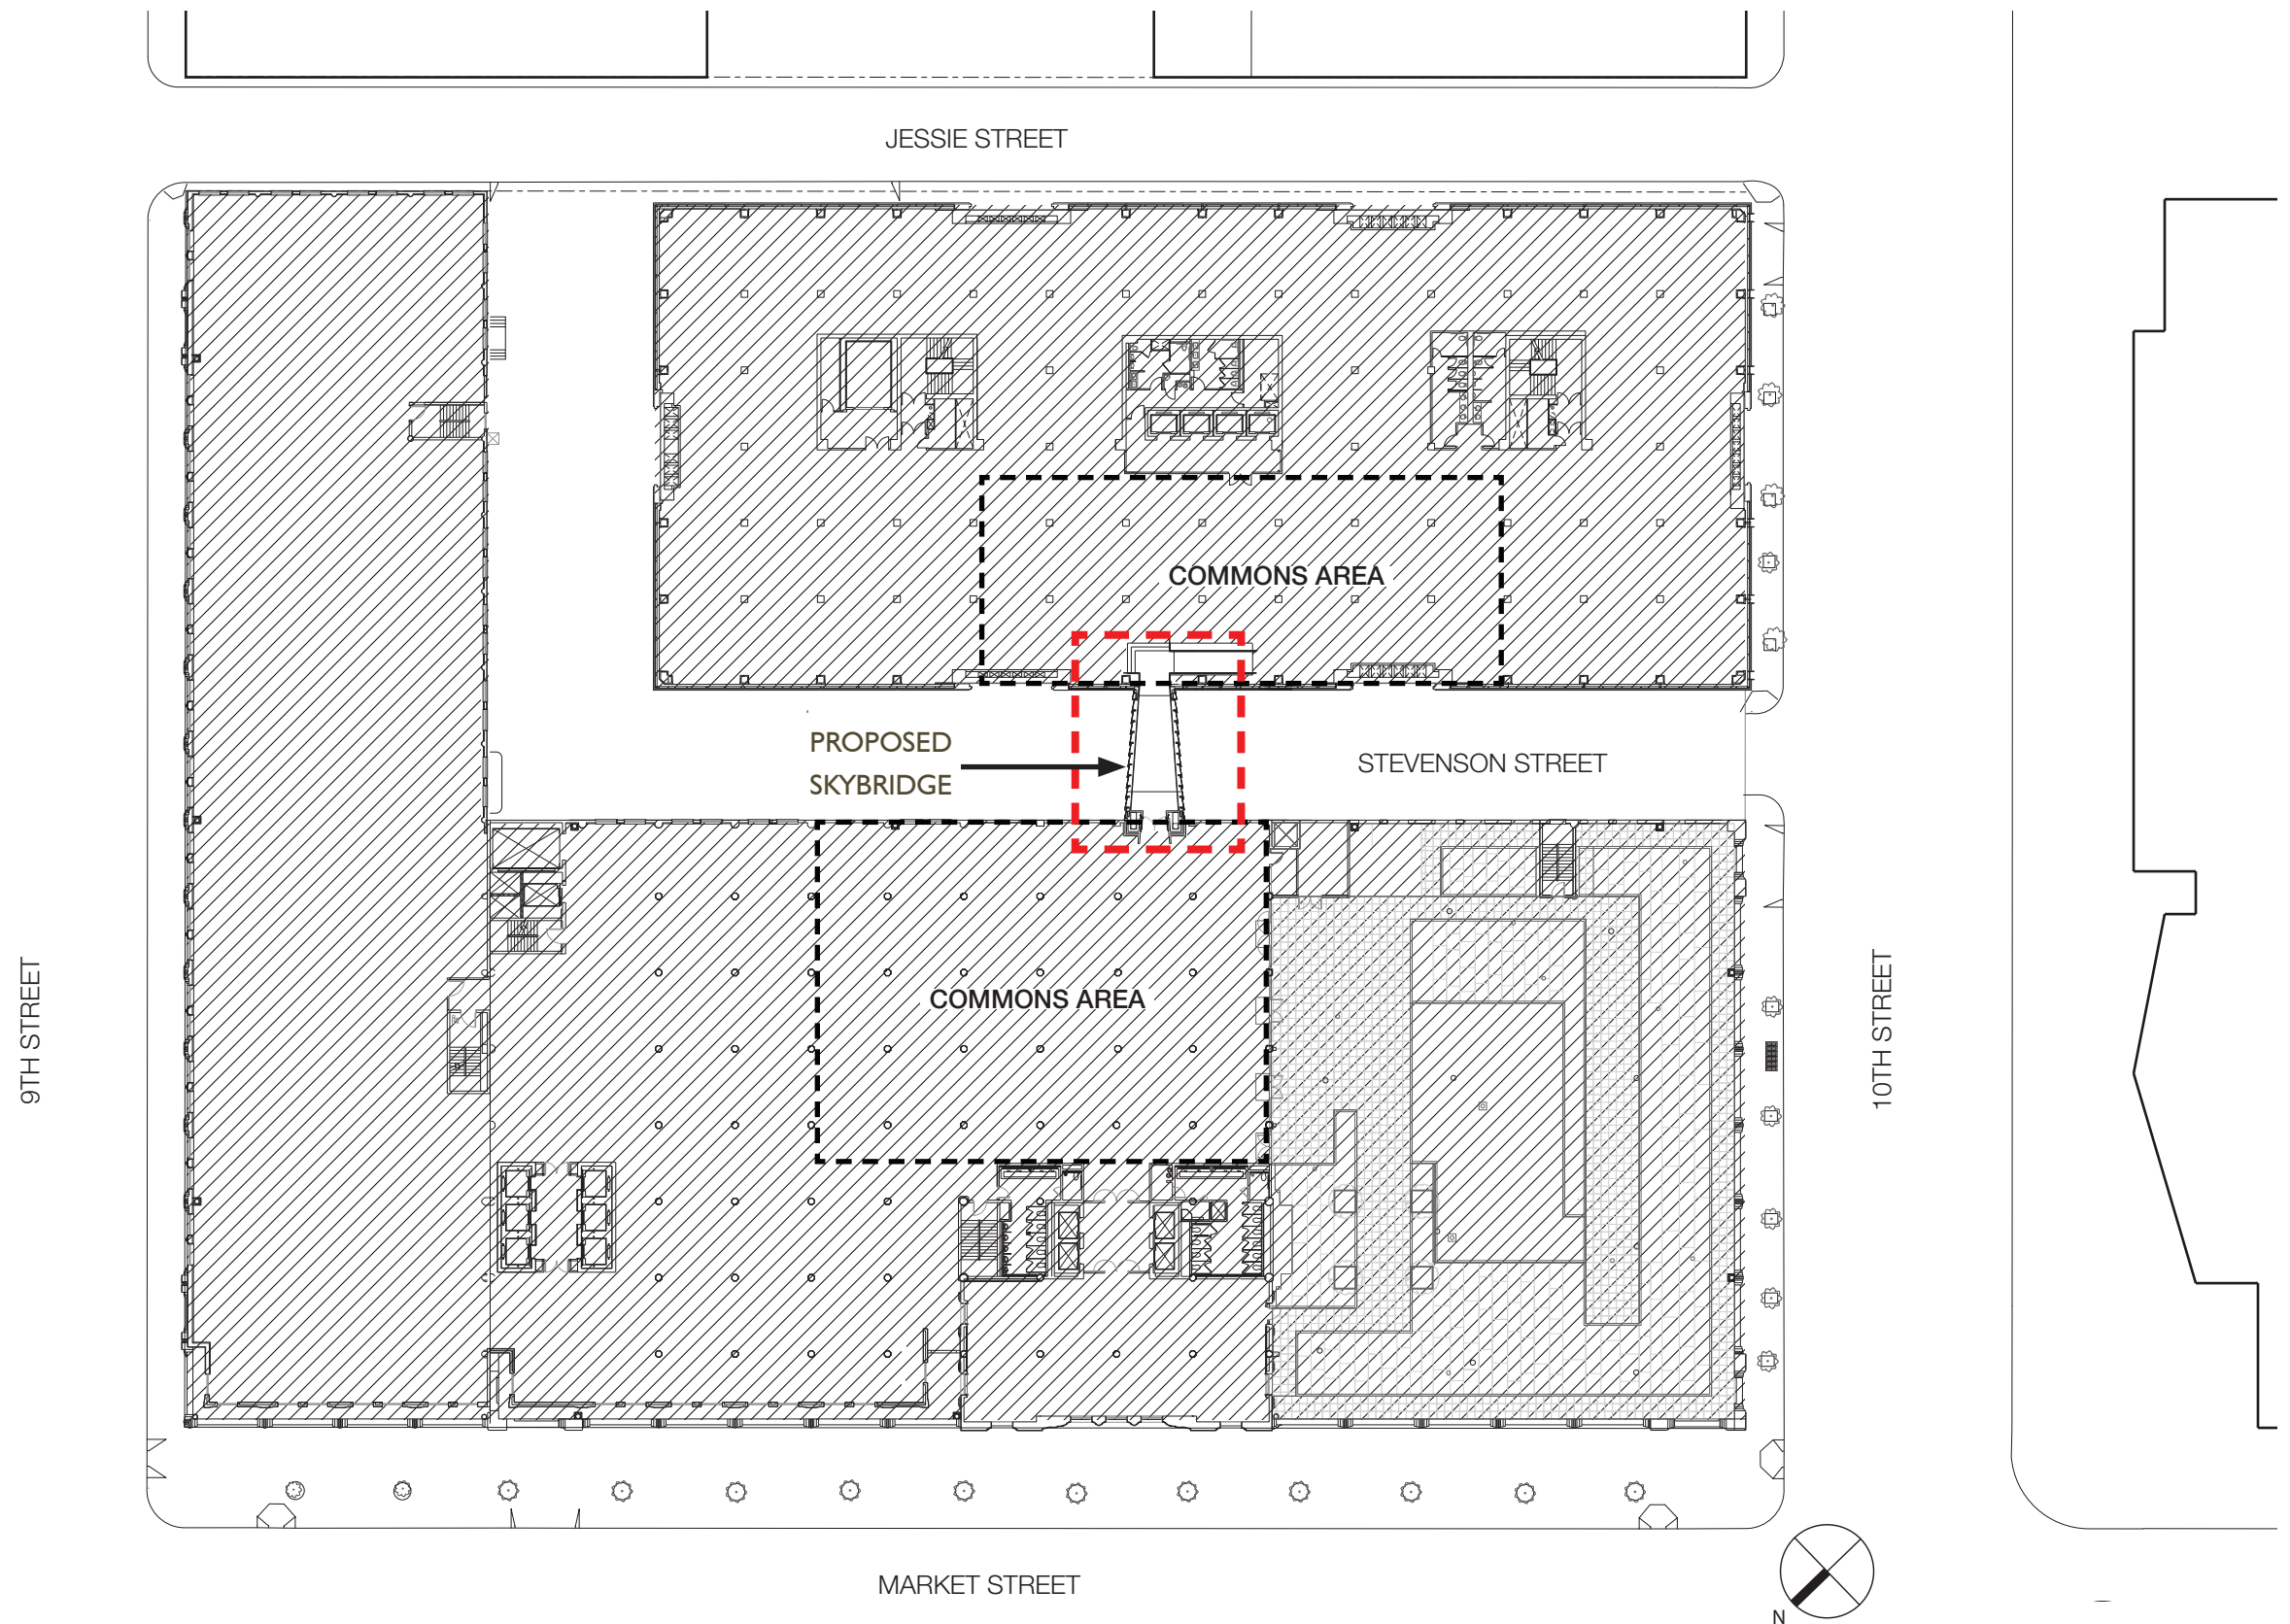 JESSIE STREET
COMMONS AREA
PROPOSED
SKYBRIDGE
STEVENSON STREET
9TH STREET
COMMONS AREA
10TH STREET
MARKET STREET
N